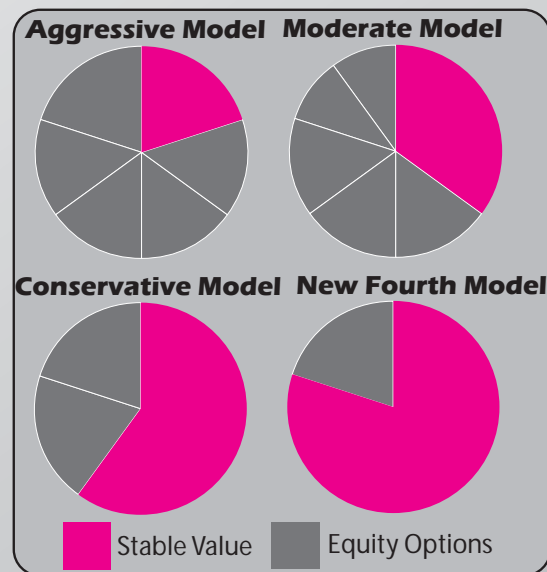 Aggressive Model Moderate Model
Conservative Model New Fourth Model
Stable Value Equity Options